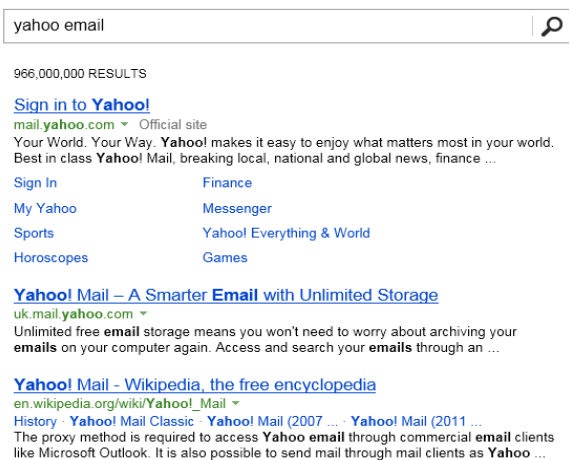 yahoo email
966,000,000 RESULTS
Sign in to Yahoo!
mail.yahoo.com Official site
Your World. Your Way. Yahoo! makes it easy to enjoy what matters most in your world.
Best in class Yahoo! Mail, breaking local, national and global news, finance ...
Sign In Finance
My Yahoo Messenger
Sports Yahoo! Everything & World
Horoscopes Games
Yahoo! Mail – A Smarter Email with Unlimited Storage
uk.mail.yahoo.com
Unlimited free email storage means you won't need to worry about archiving your
emails on your computer again. Access and search your emails through an ...
Yahoo! Mail - Wikipedia, the free encyclopedia
en.wikipedia.org/wiki/Yahoo!_Mail
History · Yahoo! Mail Classic · Yahoo! Mail (2007 ... · Yahoo! Mail (2011 ...
The proxy method is required to access Yahoo email through commercial email clients
like Microsoft Outlook. It is also possible to send mail through mail clients as Yahoo ...